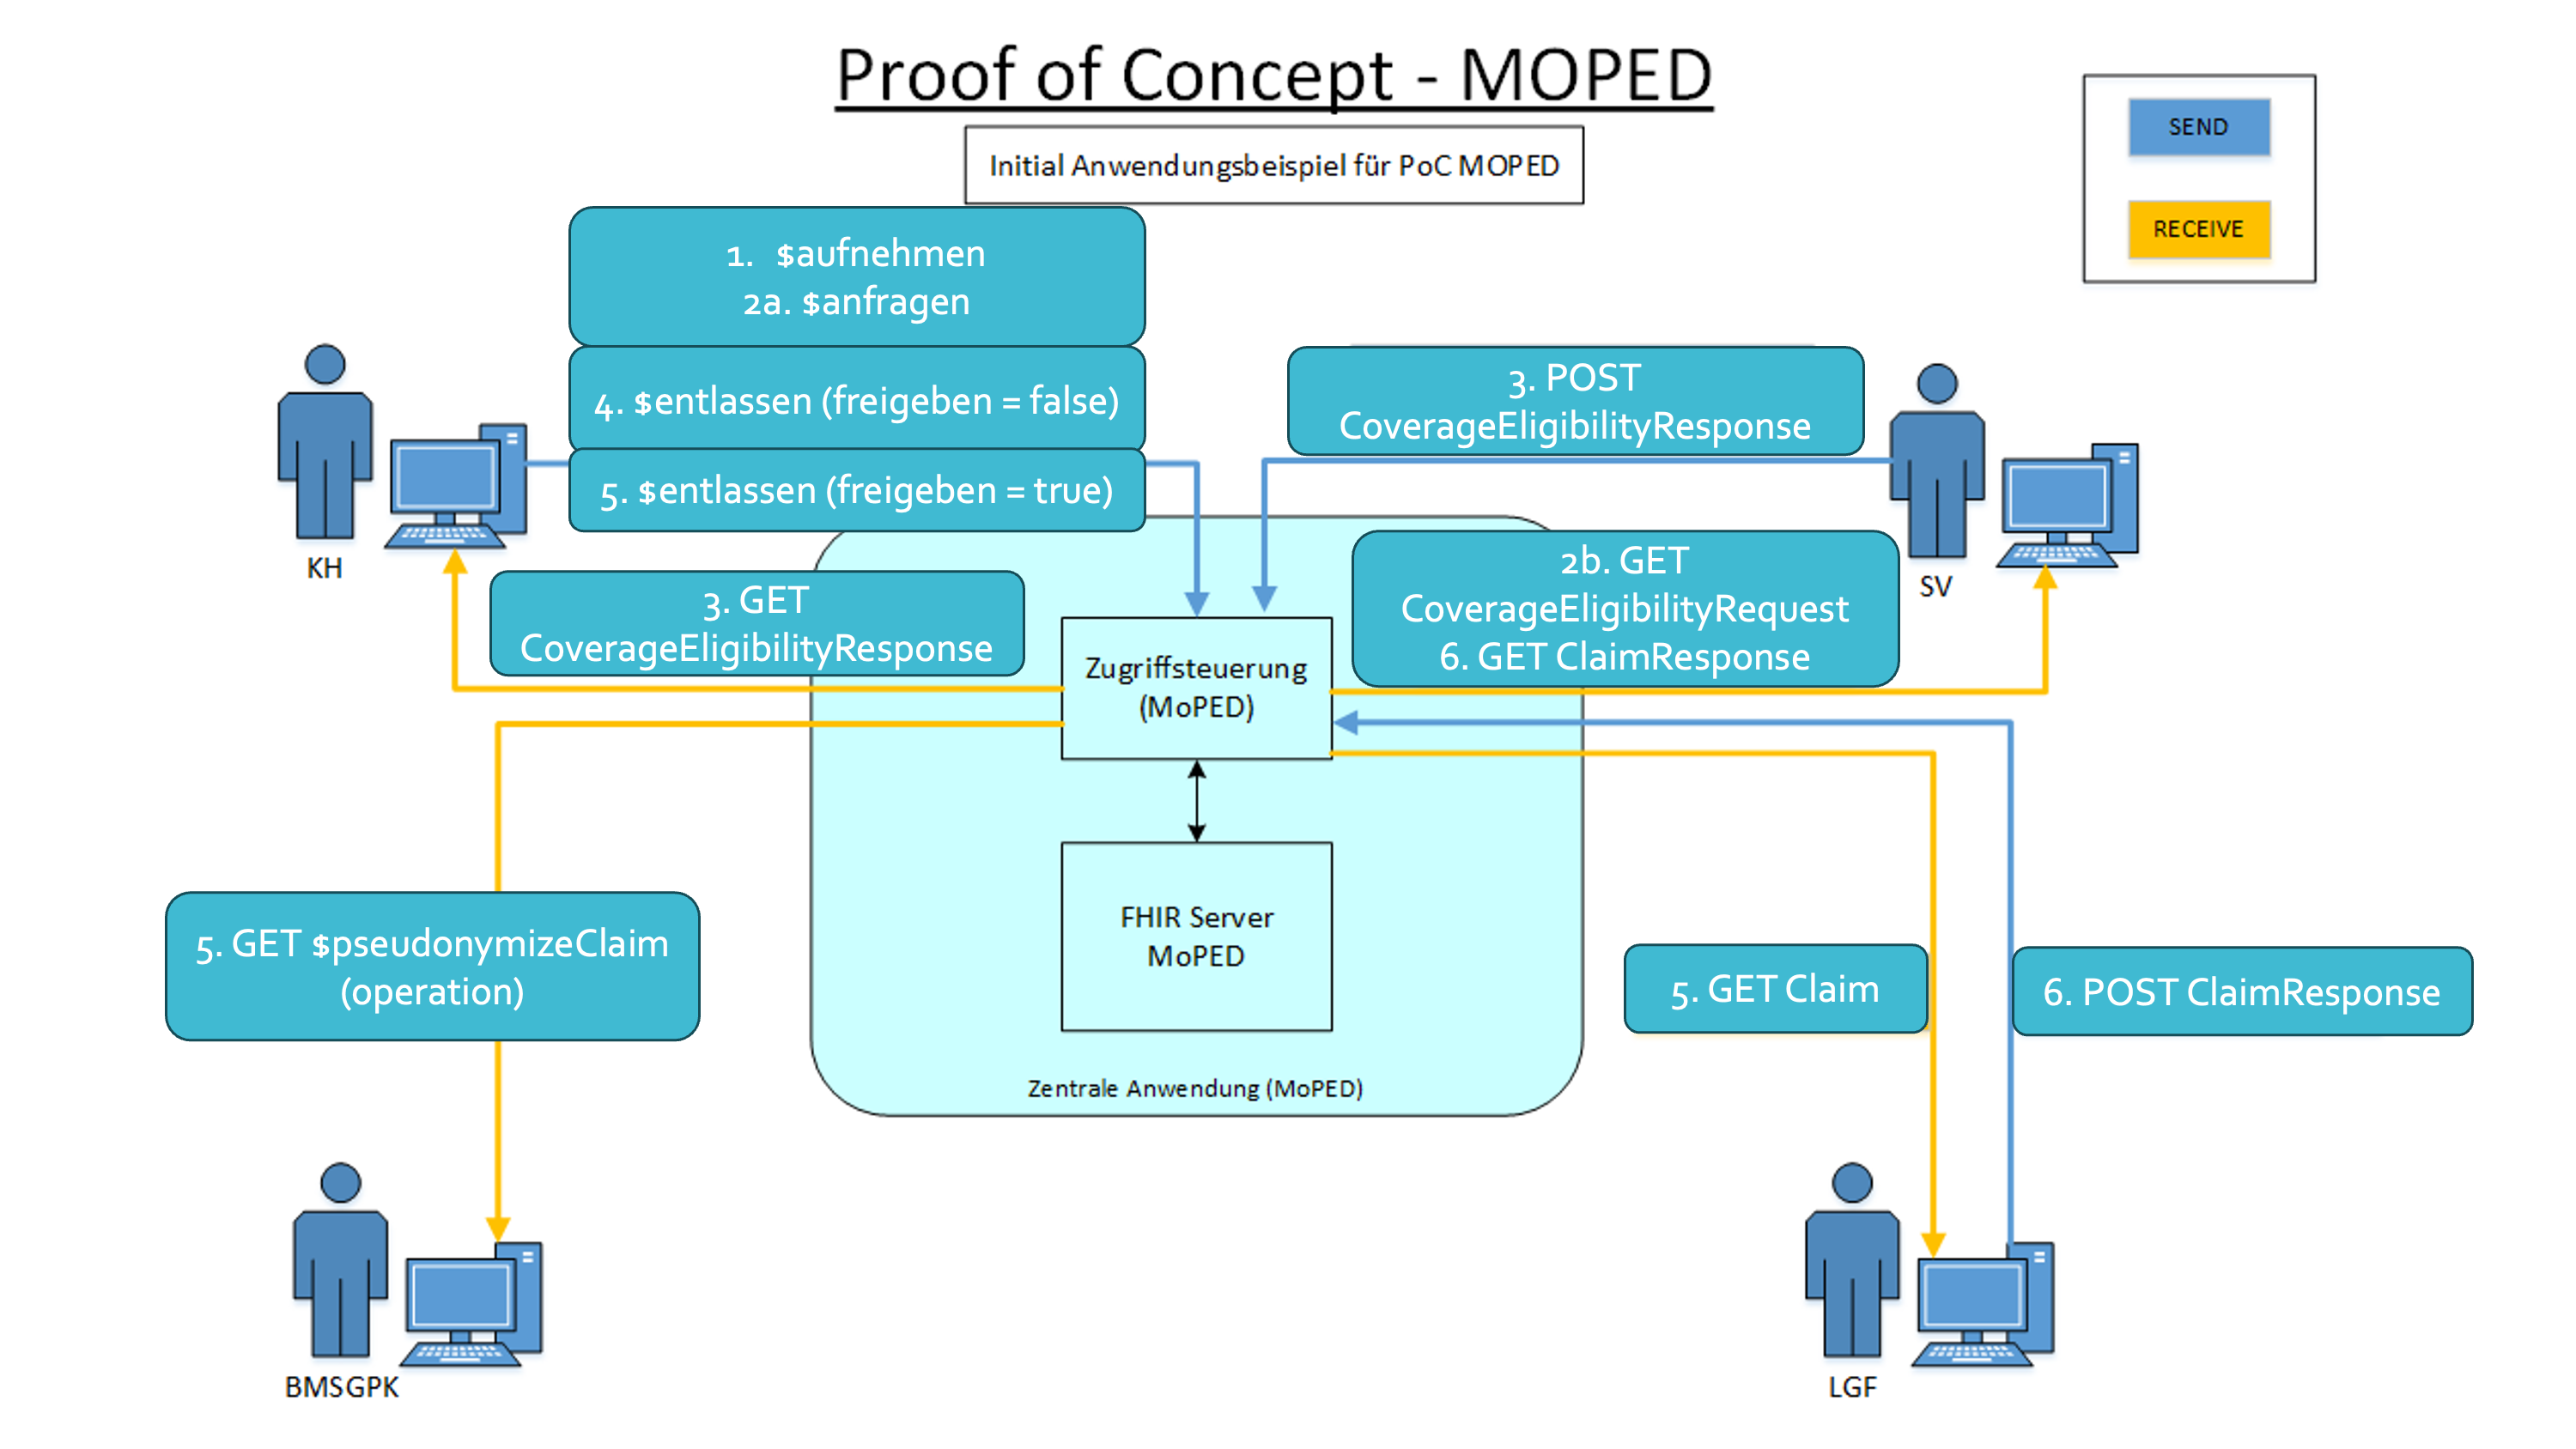 Proof of Concept - MOPED
Initial Anwendungsbeispiel für PoC MOPED
SEND
RECEIVE
1. $aufnehmen
2a. $anfragen
4. $entlassen (freigeben = false)
5. $entlassen (freigeben = true)
3. POST
CoverageEligibilityResponse
KH
SV
3. GET
CoverageEligibilityResponse
2b. GET
CoverageEligibilityRequest
6. GET ClaimResponse
Zugriffsteuerung
(MoPED)
FHIR Server
MoPED
Zentrale Anwendung (MoPED)
5. GET $pseudonymizeClaim
(operation)
5. GET Claim
6. POST ClaimResponse
BMSGPK
LGF